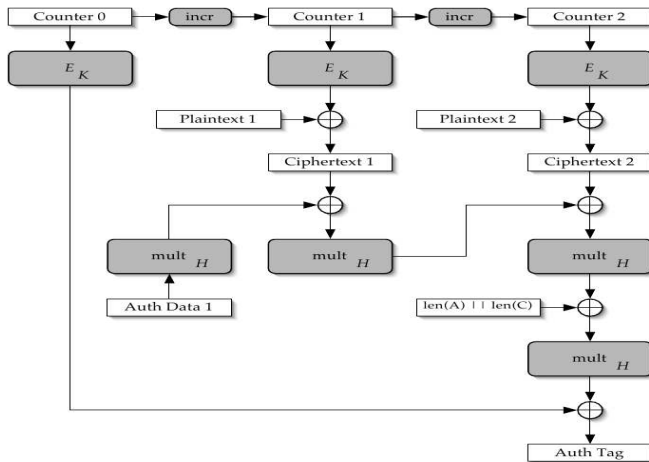 Counter 0
incr
Counter 1
incr
Counter 2
E K
E K
E K
Plaintext 1
Plaintext 2
Ciphertext 1
Ciphertext 2
mult H
mult H
mult H
Auth Data 1
len(A) || len(C)
mult H
Auth Tag